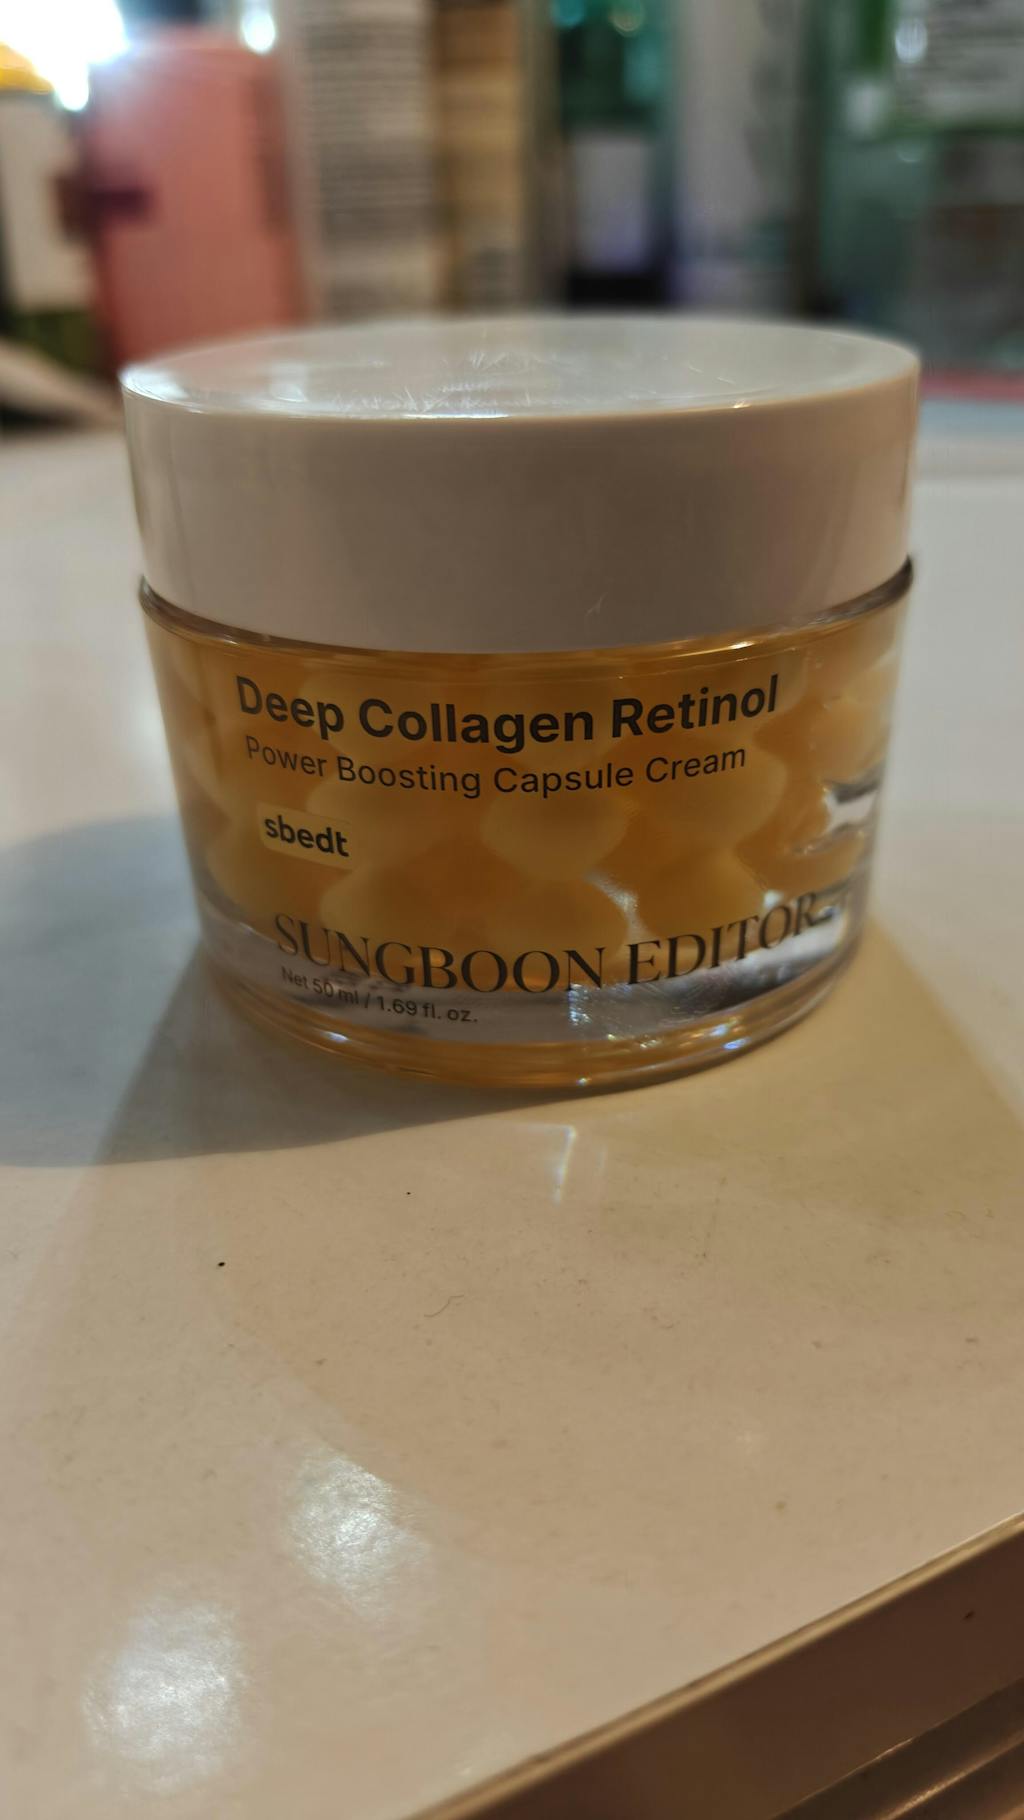 Deep Collagen Retinol
Power Boosting Capsule Cream
sbedt
SUNGBOON EDITOR
Net 50 ml / 1.69 fl. oz.